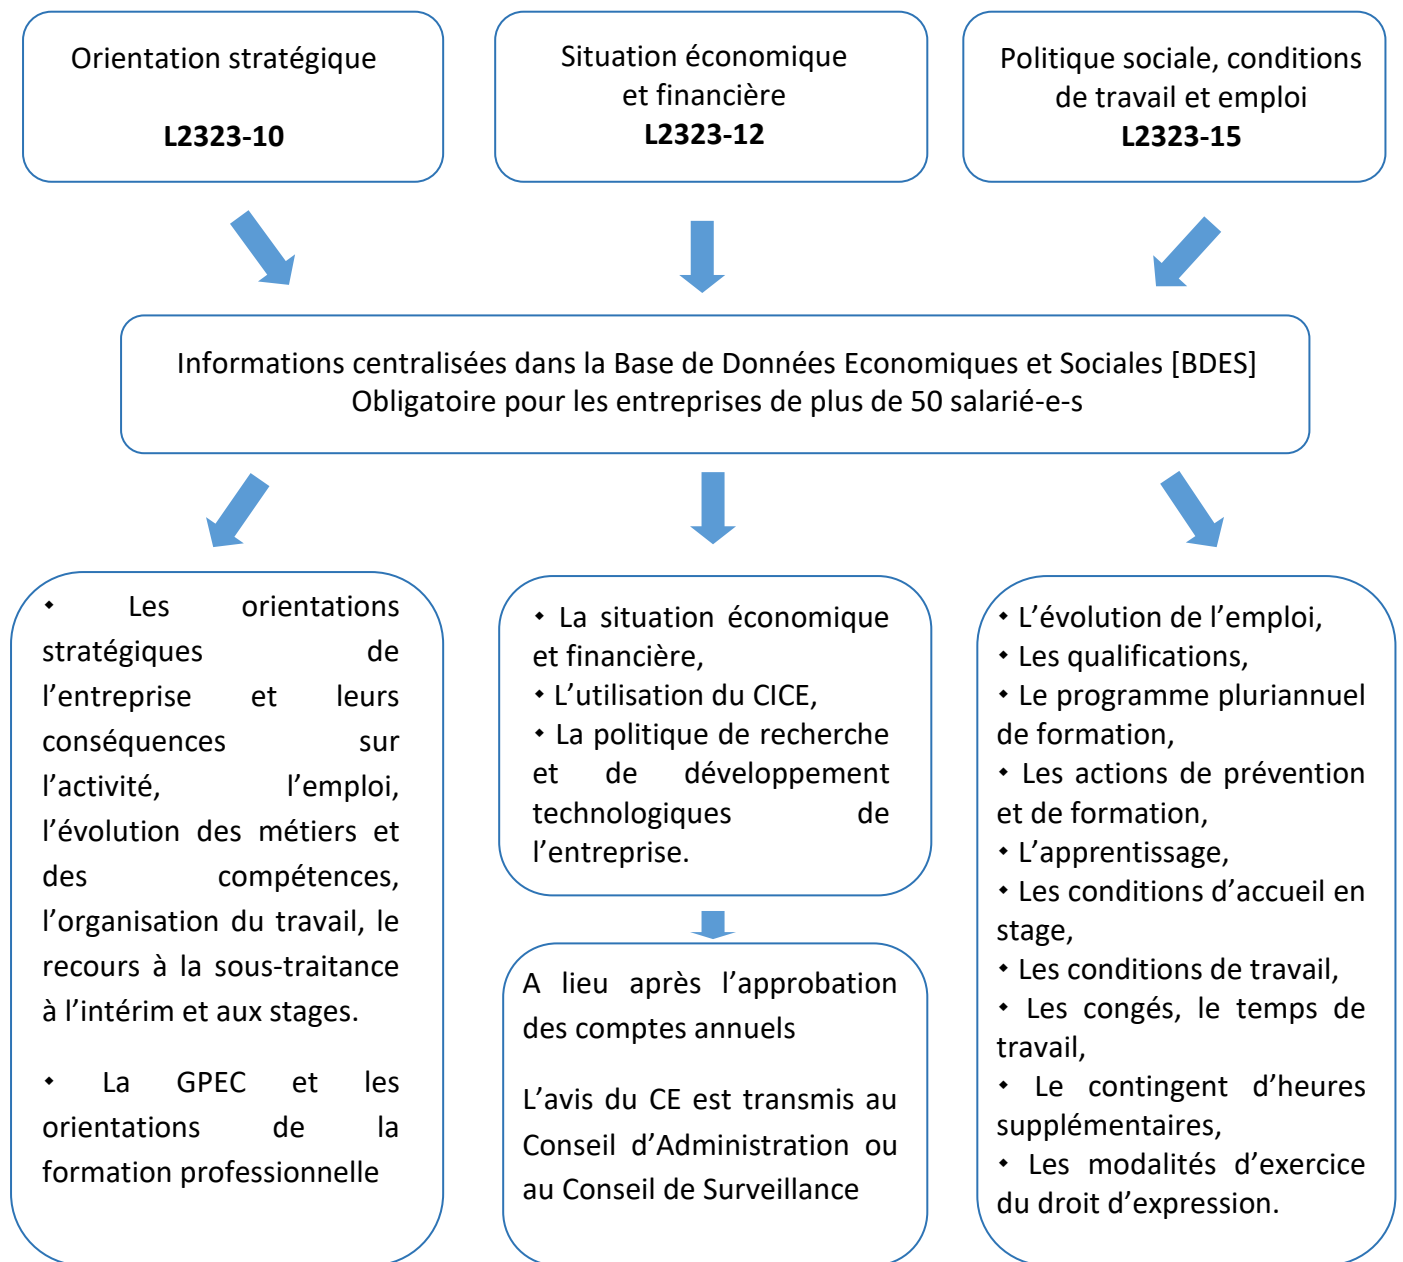 Orientation stratégique
L2323-10
Situation économique
et financière
L2323-12
Politique sociale, conditions
de travail et emploi
L2323-15
Informations centralisées dans la Base de Données Economiques et Sociales [BDES]
Obligatoire pour les entreprises de plus de 50 salarié-e-s
• Les orientations
stratégiques de
l’entreprise et leurs
conséquences sur
l’activité, l’emploi,
l’évolution des métiers et
des compétences,
l’organisation du travail, le
recours à la sous-traitance
à l’intérim et aux stages.
• La GPEC et les
orientations de la
formation professionnelle
• La situation économique
et financière,
• L’utilisation du CICE,
• La politique de recherche
et de développement
technologiques de
l’entreprise.
A lieu après l’approbation
des comptes annuels
L’avis du CE est transmis au
Conseil d’Administration ou
au Conseil de Surveillance
• L’évolution de l’emploi,
• Les qualifications,
• Le programme pluriannuel
de formation,
• Les actions de prévention
et de formation,
• L’apprentissage,
• Les conditions d’accueil en
stage,
• Les conditions de travail,
• Les congés, le temps de
travail,
• Le contingent d’heures
supplémentaires,
• Les modalités d’exercice
du droit d’expression.